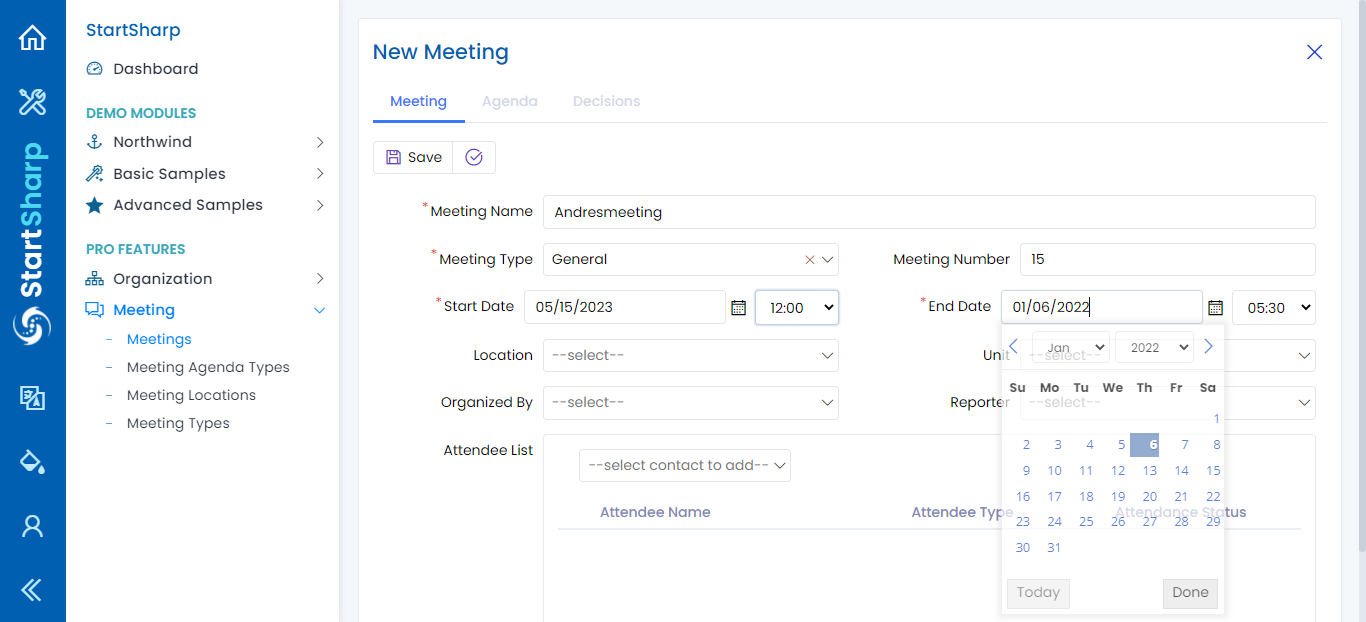 StartSharp
StartSharp
Dashboard
DEMO MODULES
Northwind
Basic Samples
Advanced Samples
PRO FEATURES
Organization
Meeting
Meetings
Meeting Agenda Types
Meeting Locations
Meeting Types
New Meeting
Meeting Agenda Decisions
Save
* Meeting Name Andresmeeting
* Meeting Type General Meeting Number 15
* Start Date 05/15/2023 12:00 * End Date 01/06/2022 05:30
Location --select-- Unit --select--
Organized By --select-- Reporter --select--
Attendee List --select contact to add--
Attendee Name Attendee Type Attendance Status
Jan 2022
Su Mo Tu We Th Fr Sa
1
2 3 4 5 6 7 8
9 10 11 12 13 14 15
16 17 18 19 20 21 22
23 24 25 26 27 28 29
30 31
Today Done